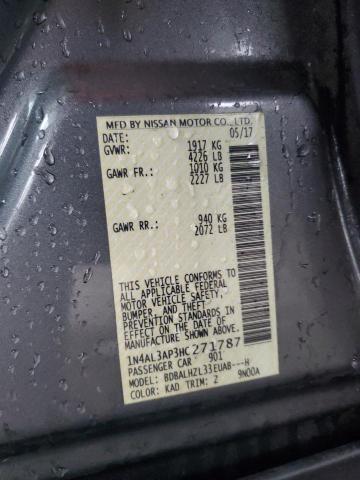 MFD BY NISSAN MOTOR CO., LTD.
DATE: 05/17
GVWR: 1917 KG
4226 LB
GAWR FR.: 1010 KG
2227 LB
GAWR RR.: 940 KG
2072 LB
THIS VEHICLE CONFORMS TO
ALL APPLICABLE FEDERAL
MOTOR VEHICLE SAFETY,
BUMPER, AND THEFT
PREVENTION STANDARDS IN
EFFECT ON THE DATE OF
MANUFACTURE SHOWN ABOVE.
1N4AL3AP3HC271787
PASSENGER CAR 901
MODEL: BDBALHZL33EUAB---H
COLOR: KAD TRIM: Z 9N00A